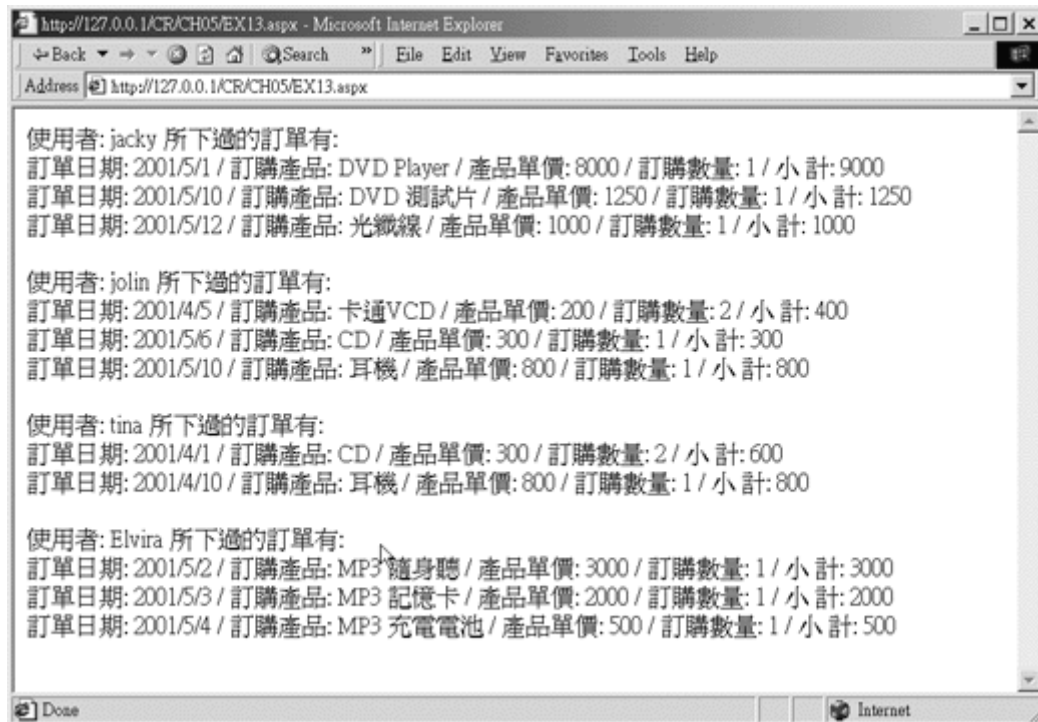 http://127.0.0.1/CR/CH05/EX13.aspx - Microsoft Internet Explorer
Back Search » File Edit View Favorites Tools Help
Address http://127.0.0.1/CR/CH05/EX13.aspx
使用者: jacky 所下過的訂單有:
訂單日期: 2001/5/1 / 訂購產品: DVD Player / 產品單價: 8000 / 訂購數量: 1 / 小 計: 9000
訂單日期: 2001/5/10 / 訂購產品: DVD 測試片 / 產品單價: 1250 / 訂購數量: 1 / 小 計: 1250
訂單日期: 2001/5/12 / 訂購產品: 光纖線 / 產品單價: 1000 / 訂購數量: 1 / 小 計: 1000
使用者: jolin 所下過的訂單有:
訂單日期: 2001/4/5 / 訂購產品: 卡通VCD / 產品單價: 200 / 訂購數量: 2 / 小 計: 400
訂單日期: 2001/5/6 / 訂購產品: CD / 產品單價: 300 / 訂購數量: 1 / 小 計: 300
訂單日期: 2001/5/10 / 訂購產品: 耳機 / 產品單價: 800 / 訂購數量: 1 / 小 計: 800
使用者: tina 所下過的訂單有:
訂單日期: 2001/4/1 / 訂購產品: CD / 產品單價: 300 / 訂購數量: 2 / 小 計: 600
訂單日期: 2001/4/10 / 訂購產品: 耳機 / 產品單價: 800 / 訂購數量: 1 / 小 計: 800
使用者: Elvira 所下過的訂單有:
訂單日期: 2001/5/2 / 訂購產品: MP3 隨身聽 / 產品單價: 3000 / 訂購數量: 1 / 小 計: 3000
訂單日期: 2001/5/3 / 訂購產品: MP3 記憶卡 / 產品單價: 2000 / 訂購數量: 1 / 小 計: 2000
訂單日期: 2001/5/4 / 訂購產品: MP3 充電電池 / 產品單價: 500 / 訂購數量: 1 / 小 計: 500
Done Internet